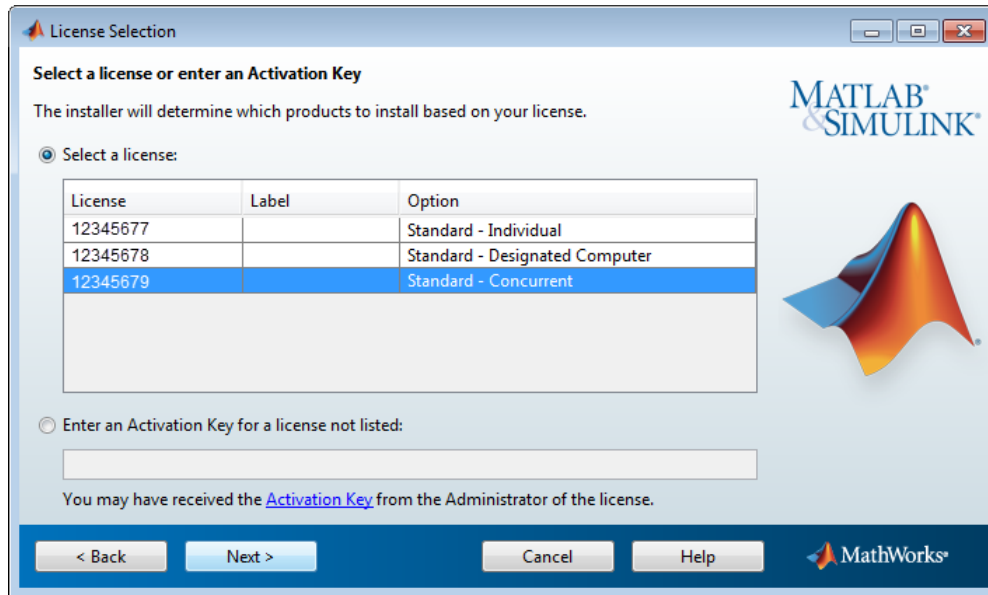 License Selection
Select a license or enter an Activation Key
The installer will determine which products to install based on your license.
MATLAB®
&SIMULINK®
Select a license:
License Label Option
12345677 Standard - Individual
12345678 Standard - Designated Computer
12345679 Standard - Concurrent
Enter an Activation Key for a license not listed:
You may have received the Activation Key from the Administrator of the license.
< Back Next > Cancel Help MathWorks®